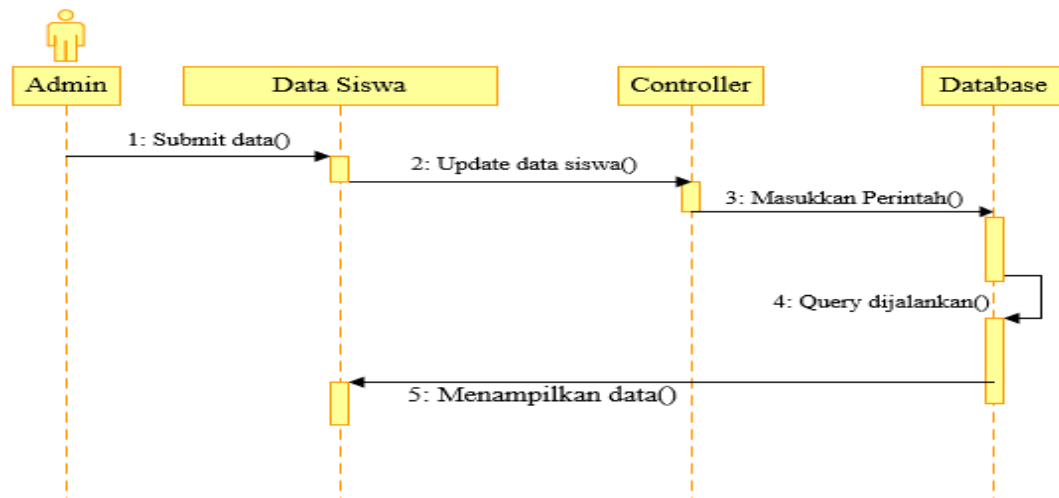 Admin
Data Siswa
Controller
Database
1: Submit data()
2: Update data siswa()
3: Masukkan Perintah()
4: Query dijalankan()
5: Menampilkan data()